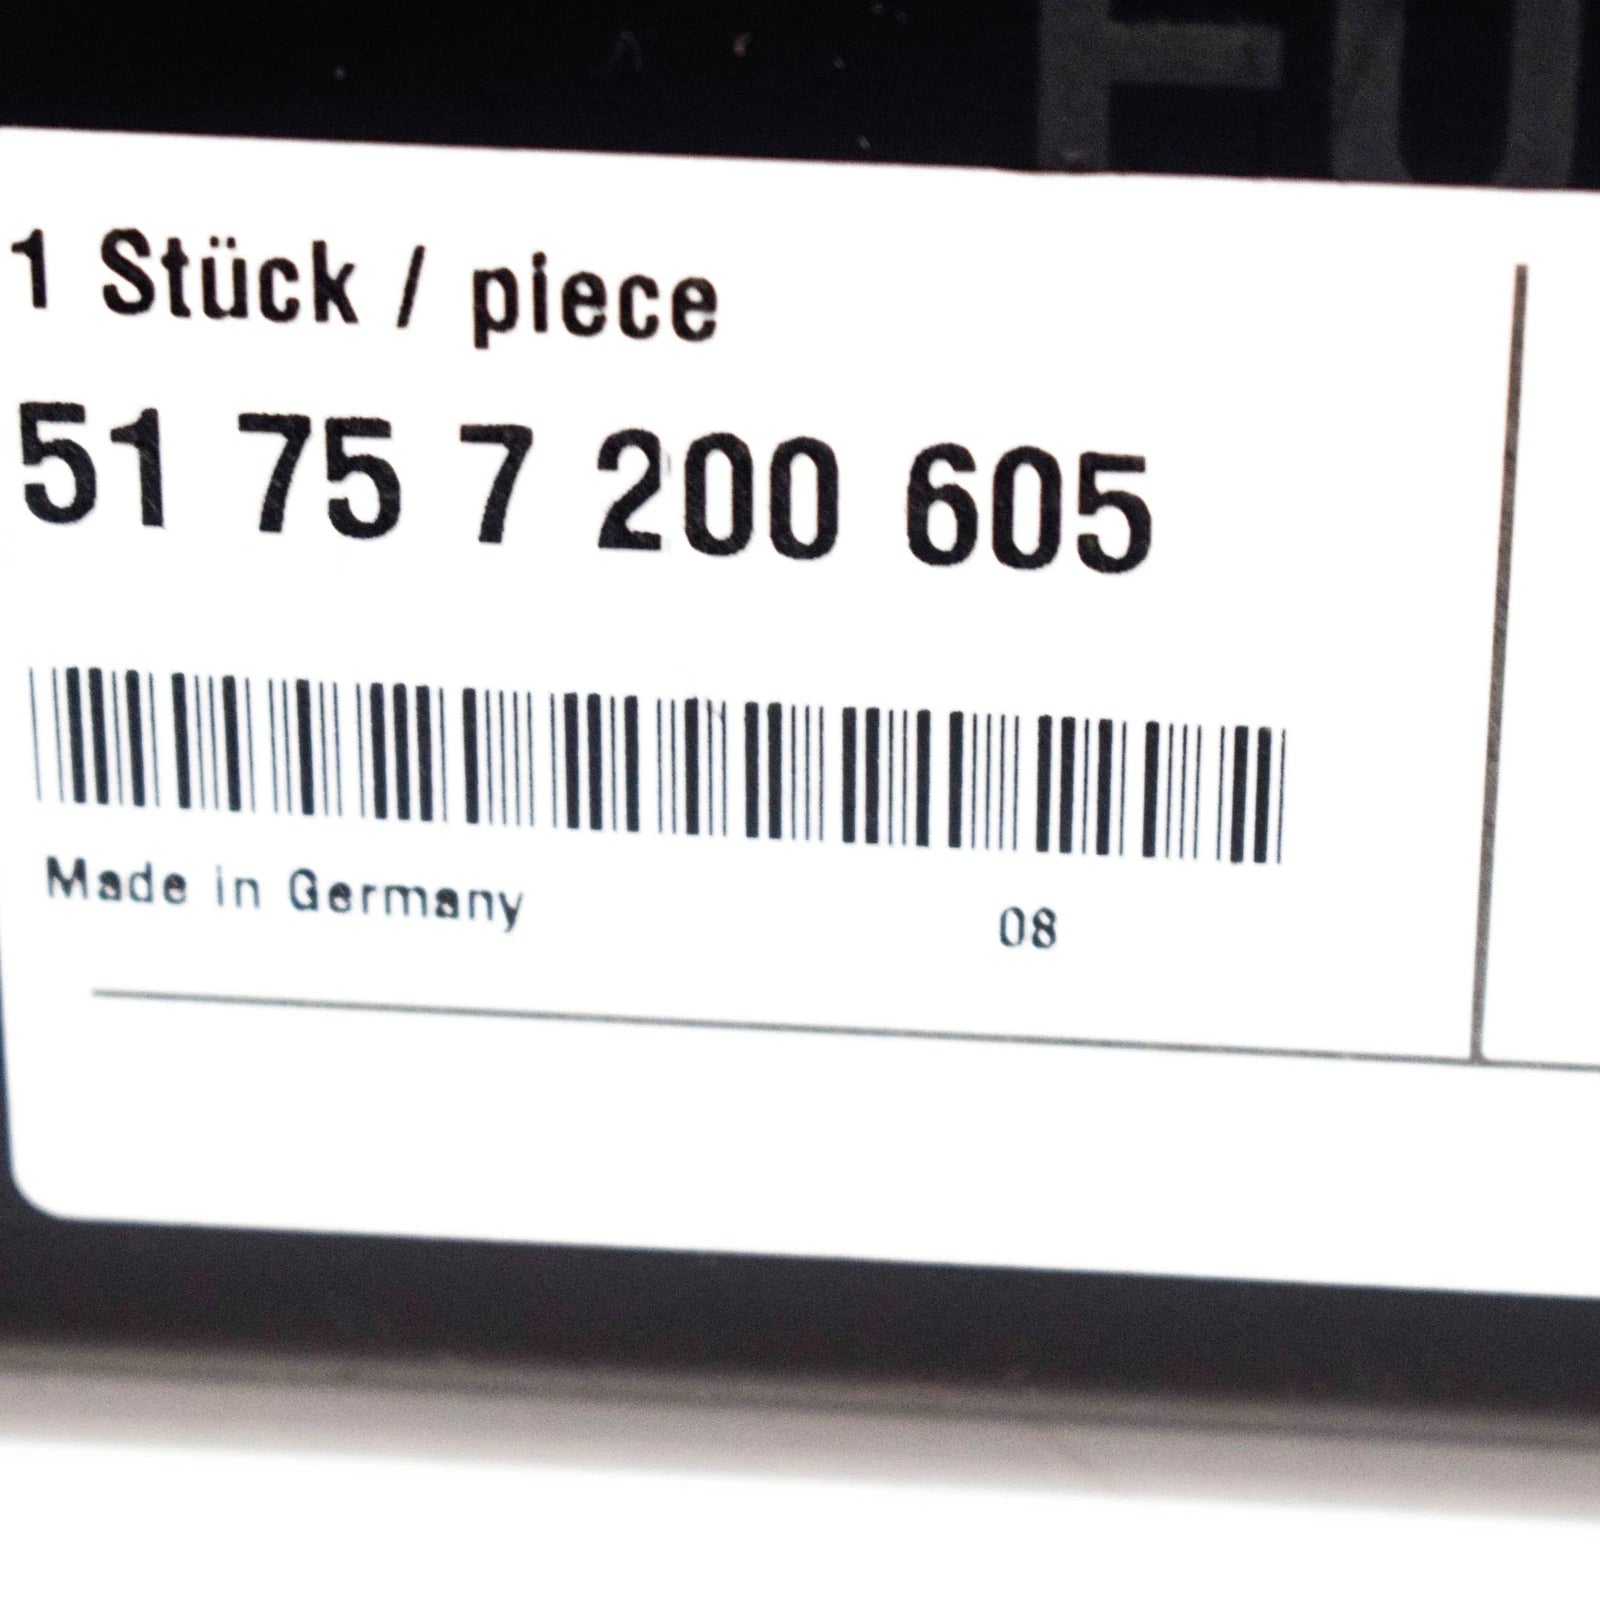 1 Stück / piece
51 75 7 200 605
Made in Germany 08